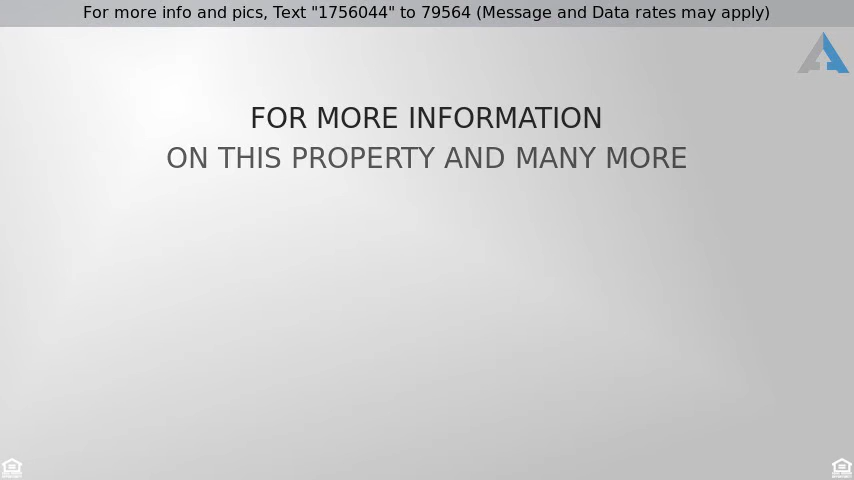 For more info and pics, Text "1756044" to 79564 (Message and Data rates may apply)
FOR MORE INFORMATION
ON THIS PROPERTY AND MANY MORE